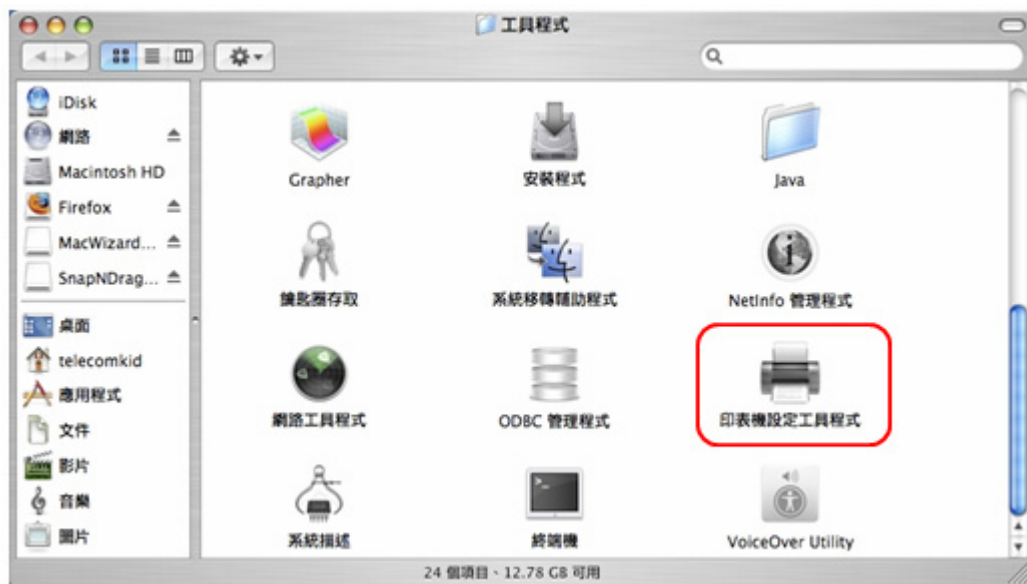 工具程式
iDisk
網路
Macintosh HD
Firefox
MacWizard...
SnapNDrag...
桌面
telecomkid
應用程式
文件
影片
音樂
圖片
Grapher
安裝程式
Java
鑰匙圈存取
系統移轉輔助程式
NetInfo 管理程式
網路工具程式
ODBC 管理程式
印表機設定工具程式
系統描述
終端機
VoiceOver Utility
24 個項目、12.78 GB 可用